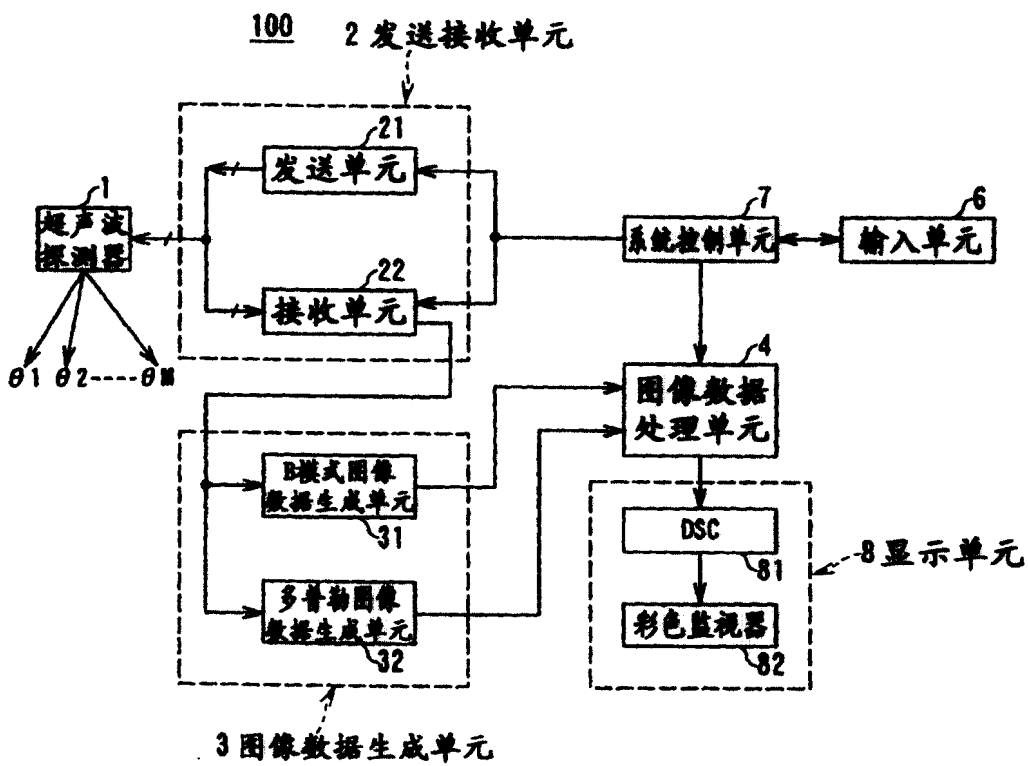 100
2 发送接收单元
21
发送单元
1
超声波
探测器
22
接收单元
θ1 θ2----θM
7
系统控制单元
6
输入单元
4
图像数据
处理单元
B模式图像
数据生成单元
31
多普勒图像
数据生成单元
32
3 图像数据生成单元
DSC
81
彩色监视器
82
8 显示单元